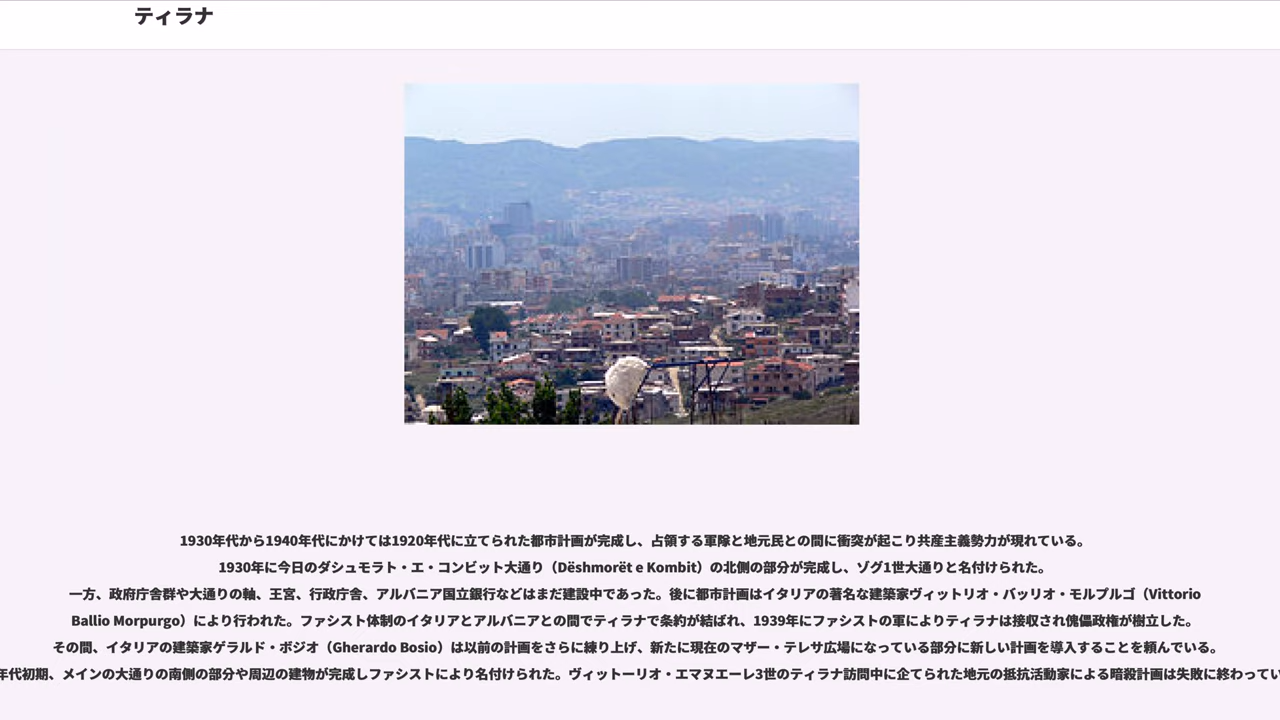 ティラナ
1930年代から1940年代にかけては1920年代に立てられた都市計画が完成し、占領する軍隊と地元民との間に衝突が起こり共産主義勢力が現れている。
1930年に今日のダシュモラト・エ・コンビット大通り（Dëshmorët e Kombit）の北側の部分が完成し、ゾグ1世大通りと名付けられた。
一方、政府庁舎群や大通りの軸、王宮、行政庁舎、アルバニア国立銀行などはまだ建設中であった。後に都市計画はイタリアの著名な建築家ヴィットリオ・バッリオ・モルプルゴ（Vittorio
Ballio Morpurgo）により行われた。ファシスト体制のイタリアとアルバニアとの間でティラナで条約が結ばれ、1939年にファシストの軍によりティラナは接収され傀儡政権が樹立した。
その間、イタリアの建築家ゲラルド・ボジオ（Gherardo Bosio）は以前の計画をさらに練り上げ、新たに現在のマザー・テレサ広場になっている部分に新しい計画を導入することを頼んでいる。
年代初期、メインの大通りの南側の部分や周辺の建物が完成しファシストにより名付けられた。ヴィットーリオ・エマヌエーレ3世のティラナ訪問中に企てられた地元の抵抗活動家による暗殺計画は失敗に終わってい